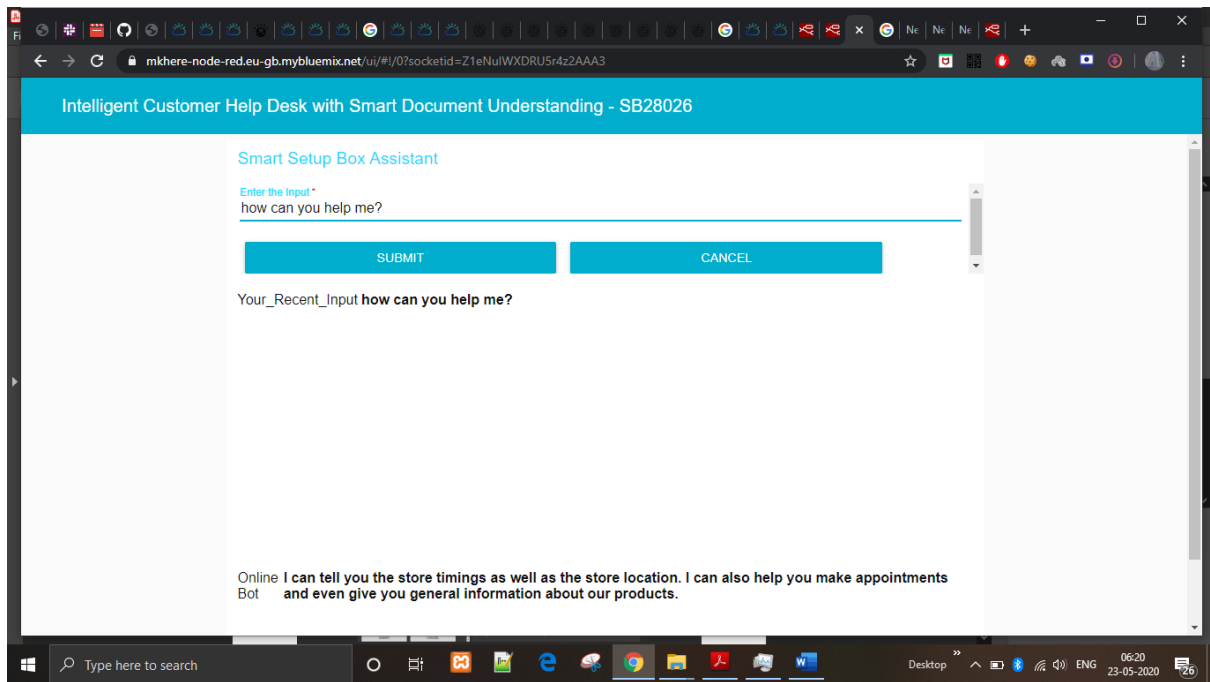 Fi
Ne
Ne
Ne
mkhere-node-red.eu-gb.mybluemix.net/ui/#!/0?socketid=Z1eNulWXDRU5r4z2AAA3
Intelligent Customer Help Desk with Smart Document Understanding - SB28026
Smart Setup Box Assistant
Enter the Input *
how can you help me?
SUBMIT CANCEL
Your_Recent_Input how can you help me?
Online I can tell you the store timings as well as the store location. I can also help you make appointments
Bot and even give you general information about our products.
Type here to search
Desktop
ENG
06:20
23-05-2020
26